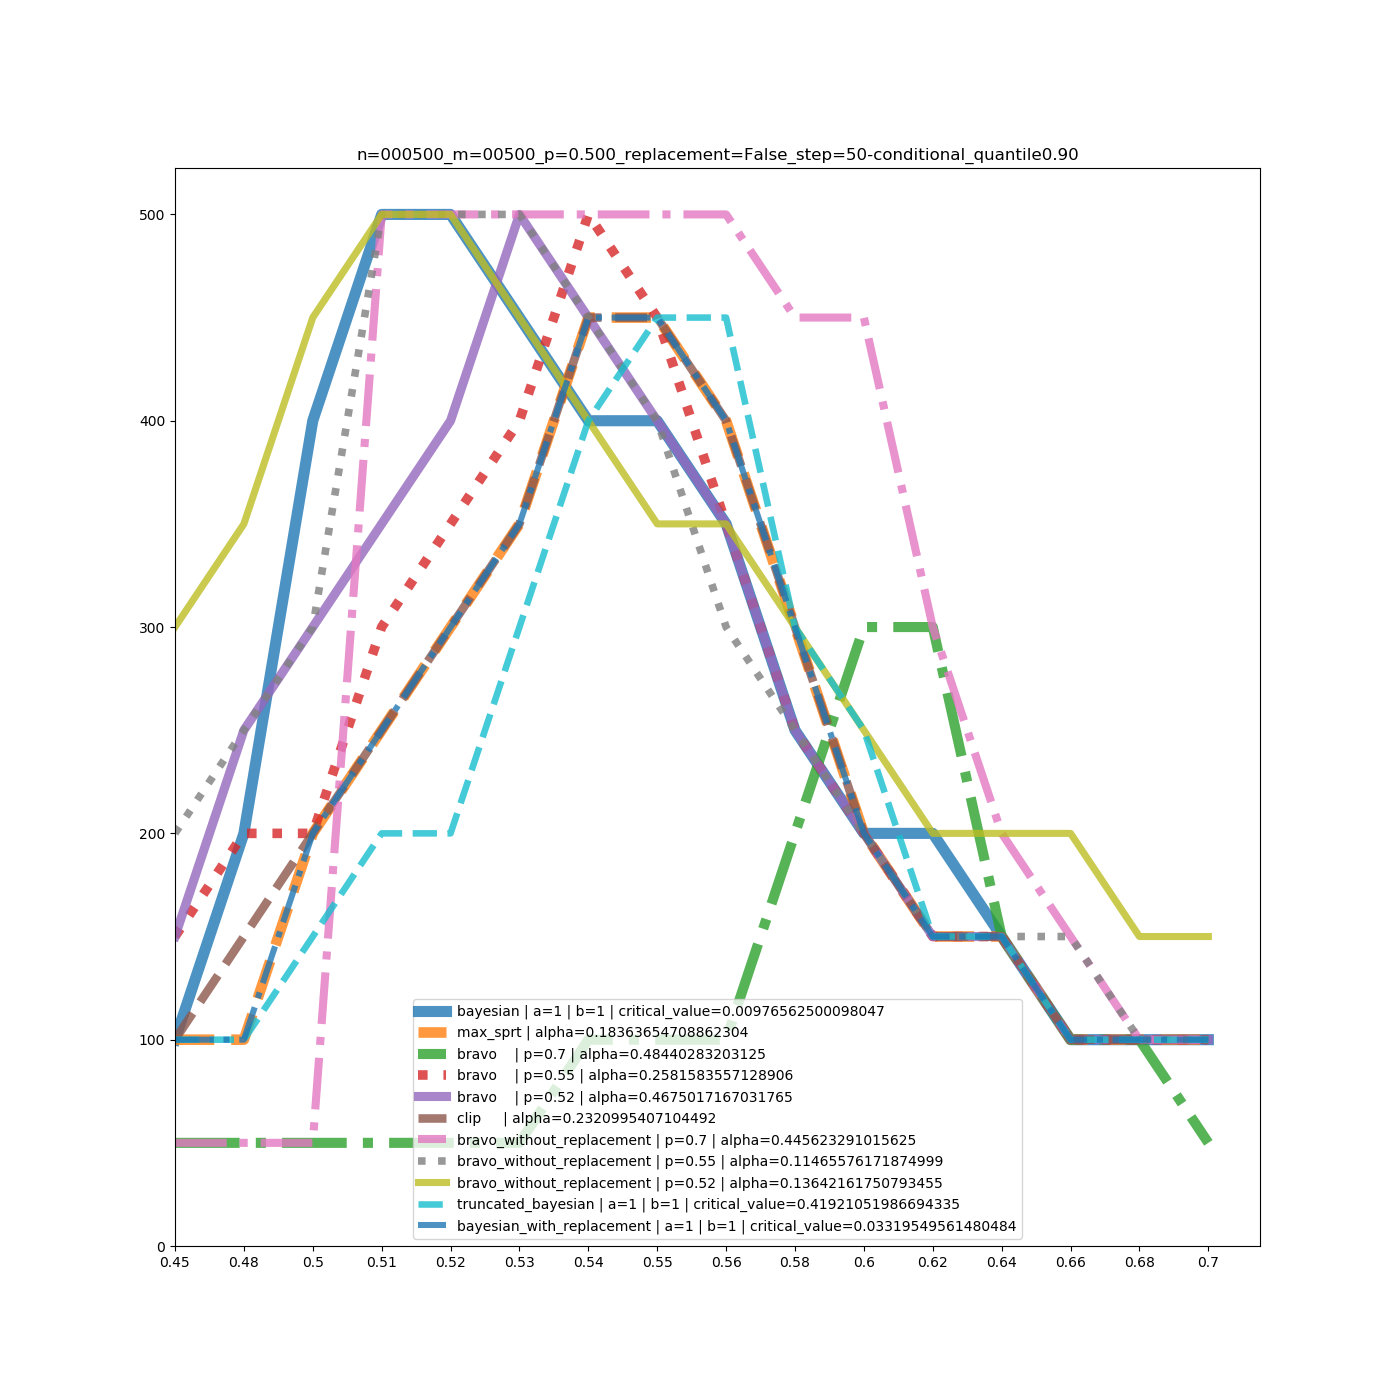 n=000500_m=00500_p=0.500_replacement=False_step=50-conditional_quantile0.90
500
400
300
200
100
0
bayesian | a=1 | b=1 | critical_value=0.00976562500098047
max_sprt | alpha=0.18363654708862304
bravo | p=0.7 | alpha=0.48440283203125
bravo | p=0.55 | alpha=0.2581583557128906
bravo | p=0.52 | alpha=0.4675017167031765
clip | alpha=0.2320995407104492
bravo_without_replacement | p=0.7 | alpha=0.445623291015625
bravo_without_replacement | p=0.55 | alpha=0.11465576171874999
bravo_without_replacement | p=0.52 | alpha=0.13642161750793455
truncated_bayesian | a=1 | b=1 | critical_value=0.41921051986694335
bayesian_with_replacement | a=1 | b=1 | critical_value=0.03319549561480484
0.45 0.48 0.5 0.51 0.52 0.53 0.54 0.55 0.56 0.58 0.6 0.62 0.64 0.66 0.68 0.7